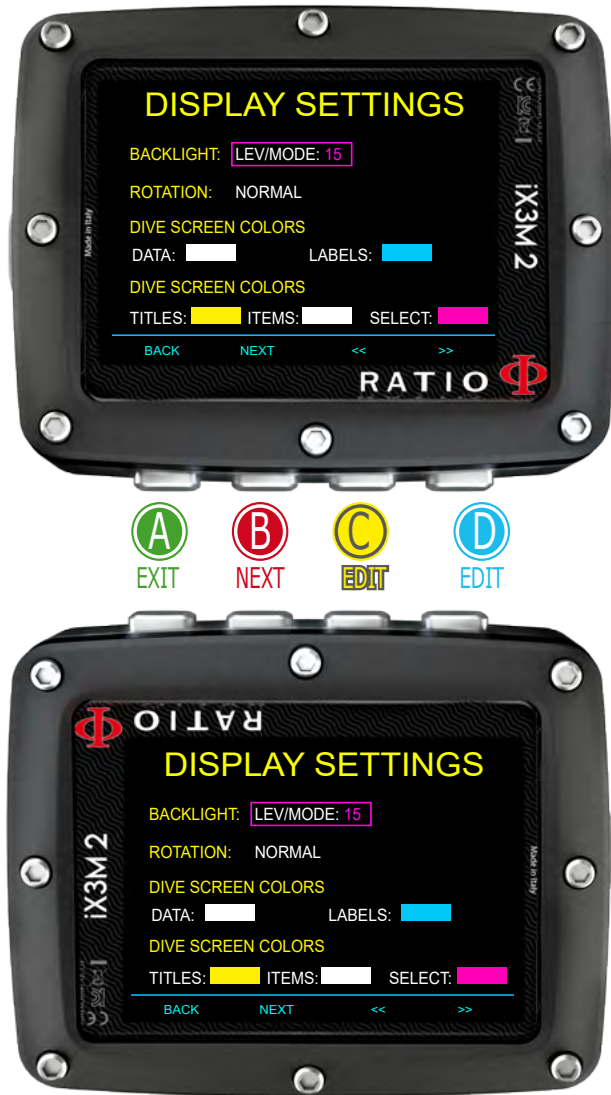 DISPLAY SETTINGS
BACKLIGHT: LEV/MODE: 15
ROTATION: NORMAL
DIVE SCREEN COLORS
DATA: LABELS:
DIVE SCREEN COLORS
TITLES: ITEMS: SELECT:
BACK NEXT << >>
Made in Italy
CE
iX3M 2
RATIO
A B C D
EXIT NEXT EDIT EDIT
RATIO
DISPLAY SETTINGS
BACKLIGHT: LEV/MODE: 15
ROTATION: NORMAL
DIVE SCREEN COLORS
DATA: LABELS:
DIVE SCREEN COLORS
TITLES: ITEMS: SELECT:
BACK NEXT << >>
iX3M 2
Made in Italy
CE